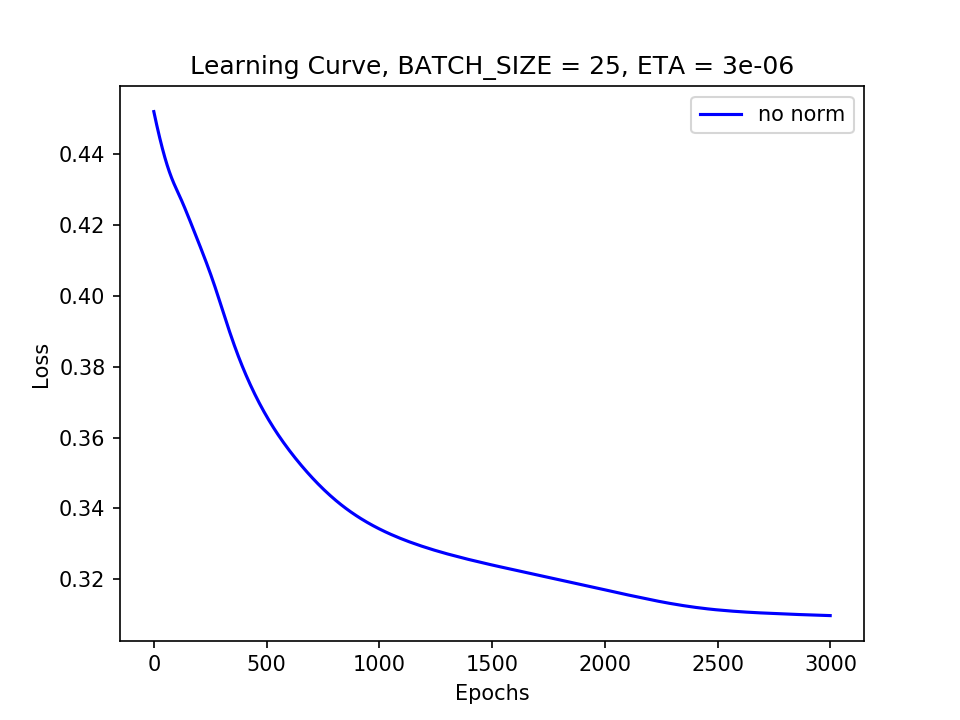 Learning Curve, BATCH_SIZE = 25, ETA = 3e-06
no norm
0.44
0.42
0.40
0.38
0.36
0.34
0.32
Loss
0 500 1000 1500 2000 2500 3000
Epochs